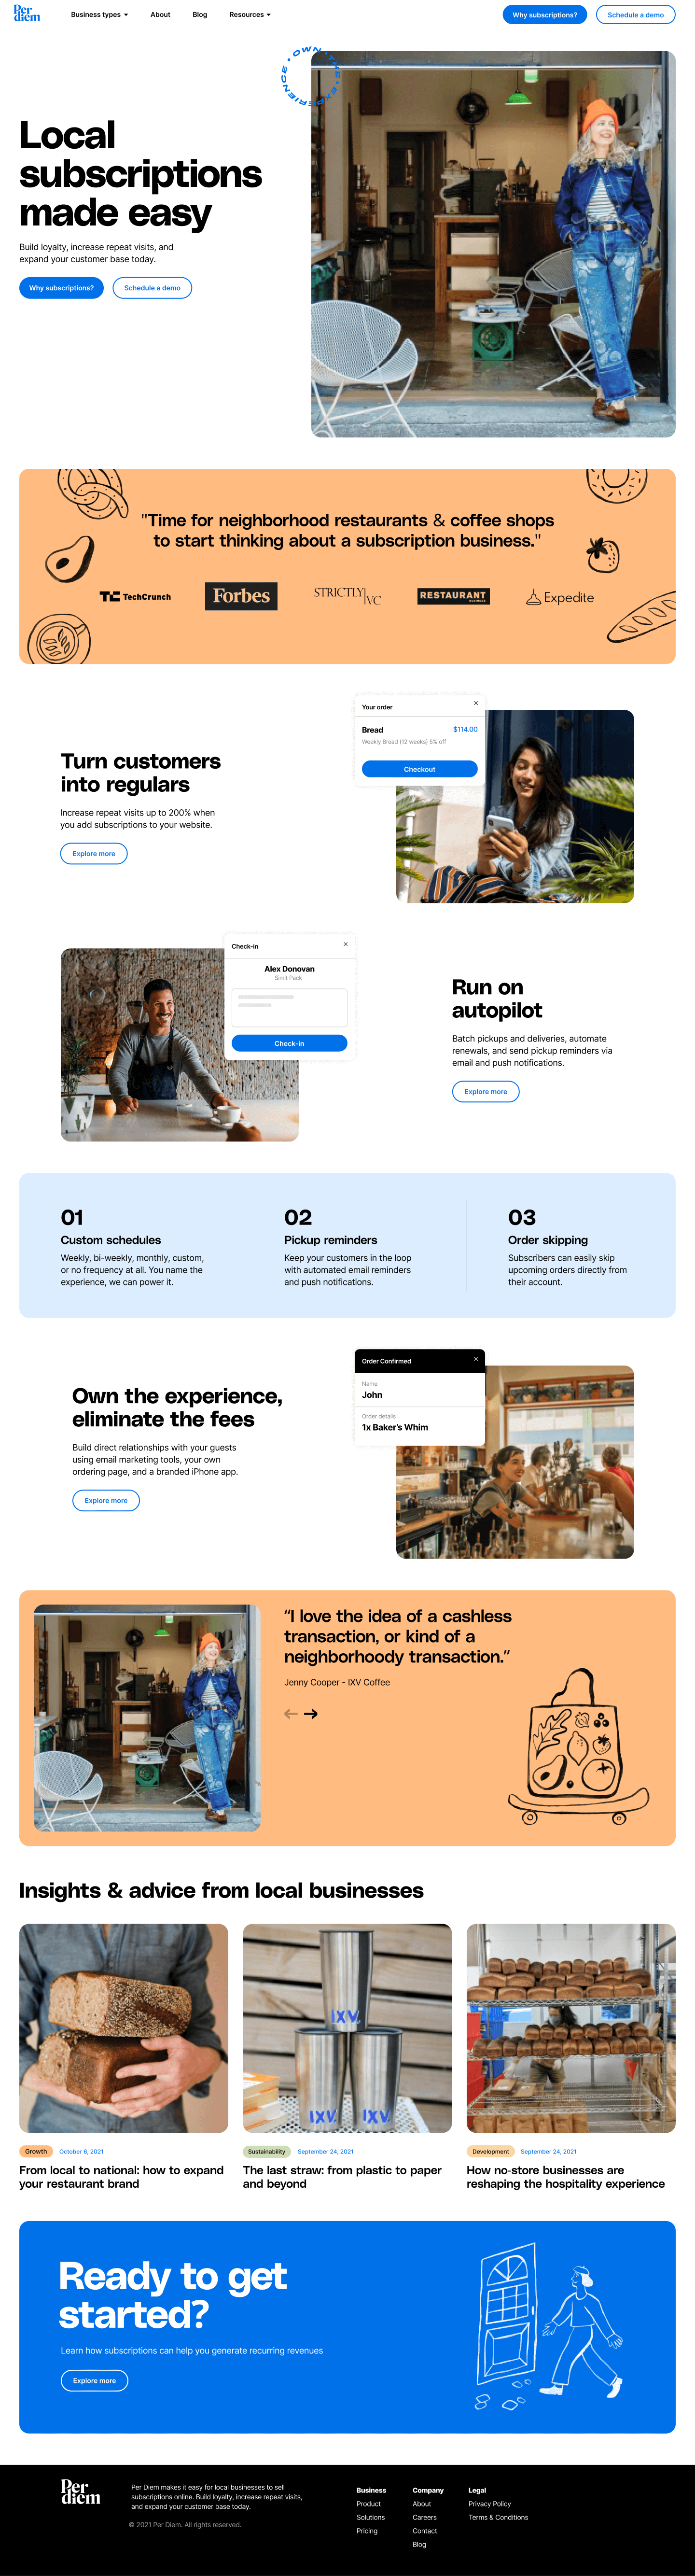 Per
diem
Business types
About
Blog
Resources
Why subscriptions?
Schedule a demo
OWN • THE • EXPERIENCE •
Local
subscriptions
made easy
Build loyalty, increase repeat visits, and
expand your customer base today.
Why subscriptions?
Schedule a demo
"Time for neighborhood restaurants & coffee shops
to start thinking about a subscription business."
TC TechCrunch
Forbes
STRICTLY VC
RESTAURANT
BUSINESS
Expedite
Turn customers
into regulars
Increase repeat visits up to 200% when
you add subscriptions to your website.
Explore more
Your order
Bread
$114.00
Weekly Bread (12 weeks) 5% off
Checkout
Check-in
Alex Donovan
Simit Pack
Check-in
Run on
autopilot
Batch pickups and deliveries, automate
renewals, and send pickup reminders via
email and push notifications.
Explore more
01
Custom schedules
Weekly, bi-weekly, monthly, custom,
or no frequency at all. You name the
experience, we can power it.
02
Pickup reminders
Keep your customers in the loop
with automated email reminders
and push notifications.
03
Order skipping
Subscribers can easily skip
upcoming orders directly from
their account.
Own the experience,
eliminate the fees
Build direct relationships with your guests
using email marketing tools, your own
ordering page, and a branded iPhone app.
Explore more
Order Confirmed
Name
John
Order details
1x Baker's Whim
“I love the idea of a cashless
transaction, or kind of a
neighborhoody transaction.”
Jenny Cooper - IXV Coffee
Insights & advice from local businesses
IXV
IXV
IXV
Growth
October 6, 2021
From local to national: how to expand
your restaurant brand
Sustainability
September 24, 2021
The last straw: from plastic to paper
and beyond
Development
September 24, 2021
How no-store businesses are
reshaping the hospitality experience
Ready to get
started?
Learn how subscriptions can help you generate recurring revenues
Explore more
Per
diem
Per Diem makes it easy for local businesses to sell
subscriptions online. Build loyalty, increase repeat visits,
and expand your customer base today.
© 2021 Per Diem. All rights reserved.
Business
Product
Solutions
Pricing
Company
About
Careers
Contact
Blog
Legal
Privacy Policy
Terms & Conditions